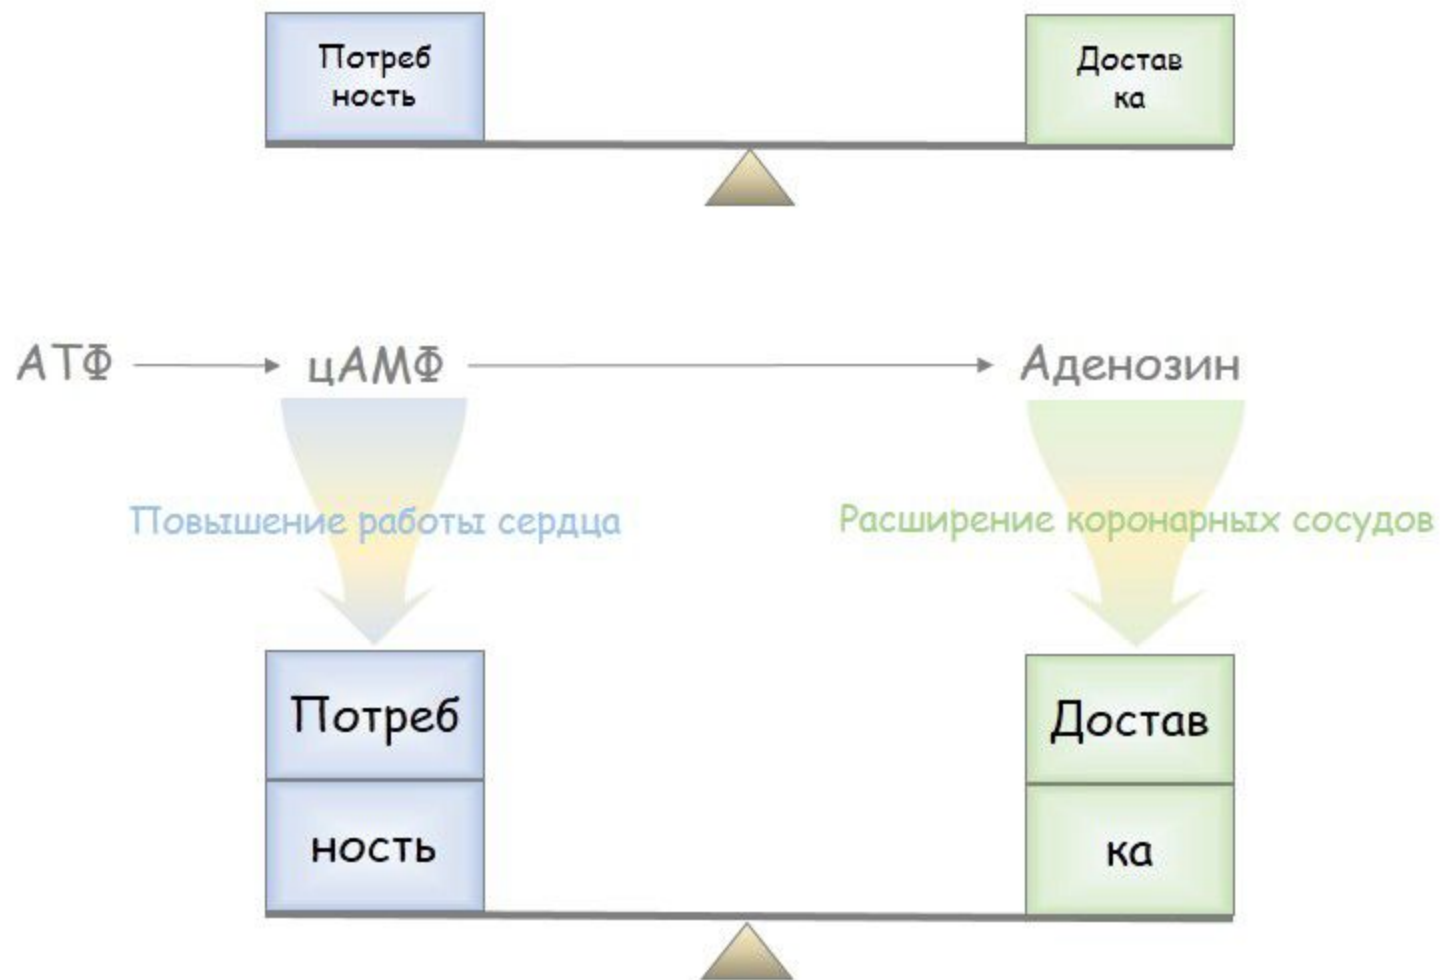 Потреб
ность
Достав
ка
АТФ
цАМФ
Аденозин
Повышение работы сердца
Расширение коронарных сосудов
Потреб
ность
Достав
ка